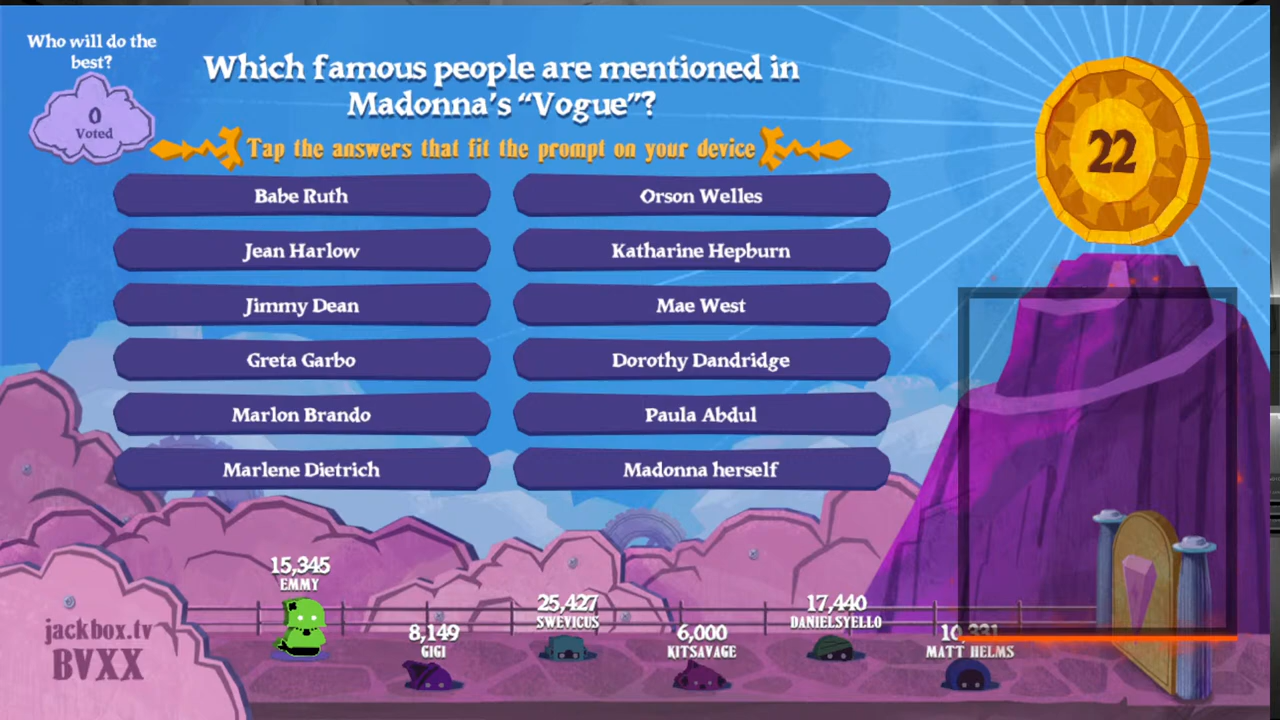 Who will do the
best?
0
Voted
Which famous people are mentioned in
Madonna's "Vogue"?
Tap the answers that fit the prompt on your device
22
Babe Ruth
Orson Welles
Jean Harlow
Katharine Hepburn
Jimmy Dean
Mae West
Greta Garbo
Dorothy Dandridge
Marlon Brando
Paula Abdul
Marlene Dietrich
Madonna herself
15,345
EMMY
8,149
GIGI
25,427
SWEVICUS
6,000
KITSAVAGE
17,440
DANIELSYELLO
10,331
MATT HELMS
jackbox.tv
BVXX